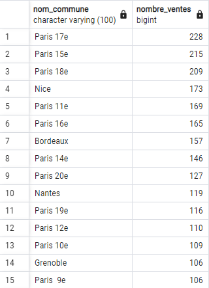 nom_commune nombre_ventes
character varying (100) bigint
1 Paris 17e 228
2 Paris 15e 215
3 Paris 18e 209
4 Nice 173
5 Paris 11e 169
6 Paris 16e 165
7 Bordeaux 157
8 Paris 14e 146
9 Paris 20e 127
10 Nantes 119
11 Paris 19e 116
12 Paris 12e 110
13 Paris 10e 109
14 Grenoble 106
15 Paris 9e 106